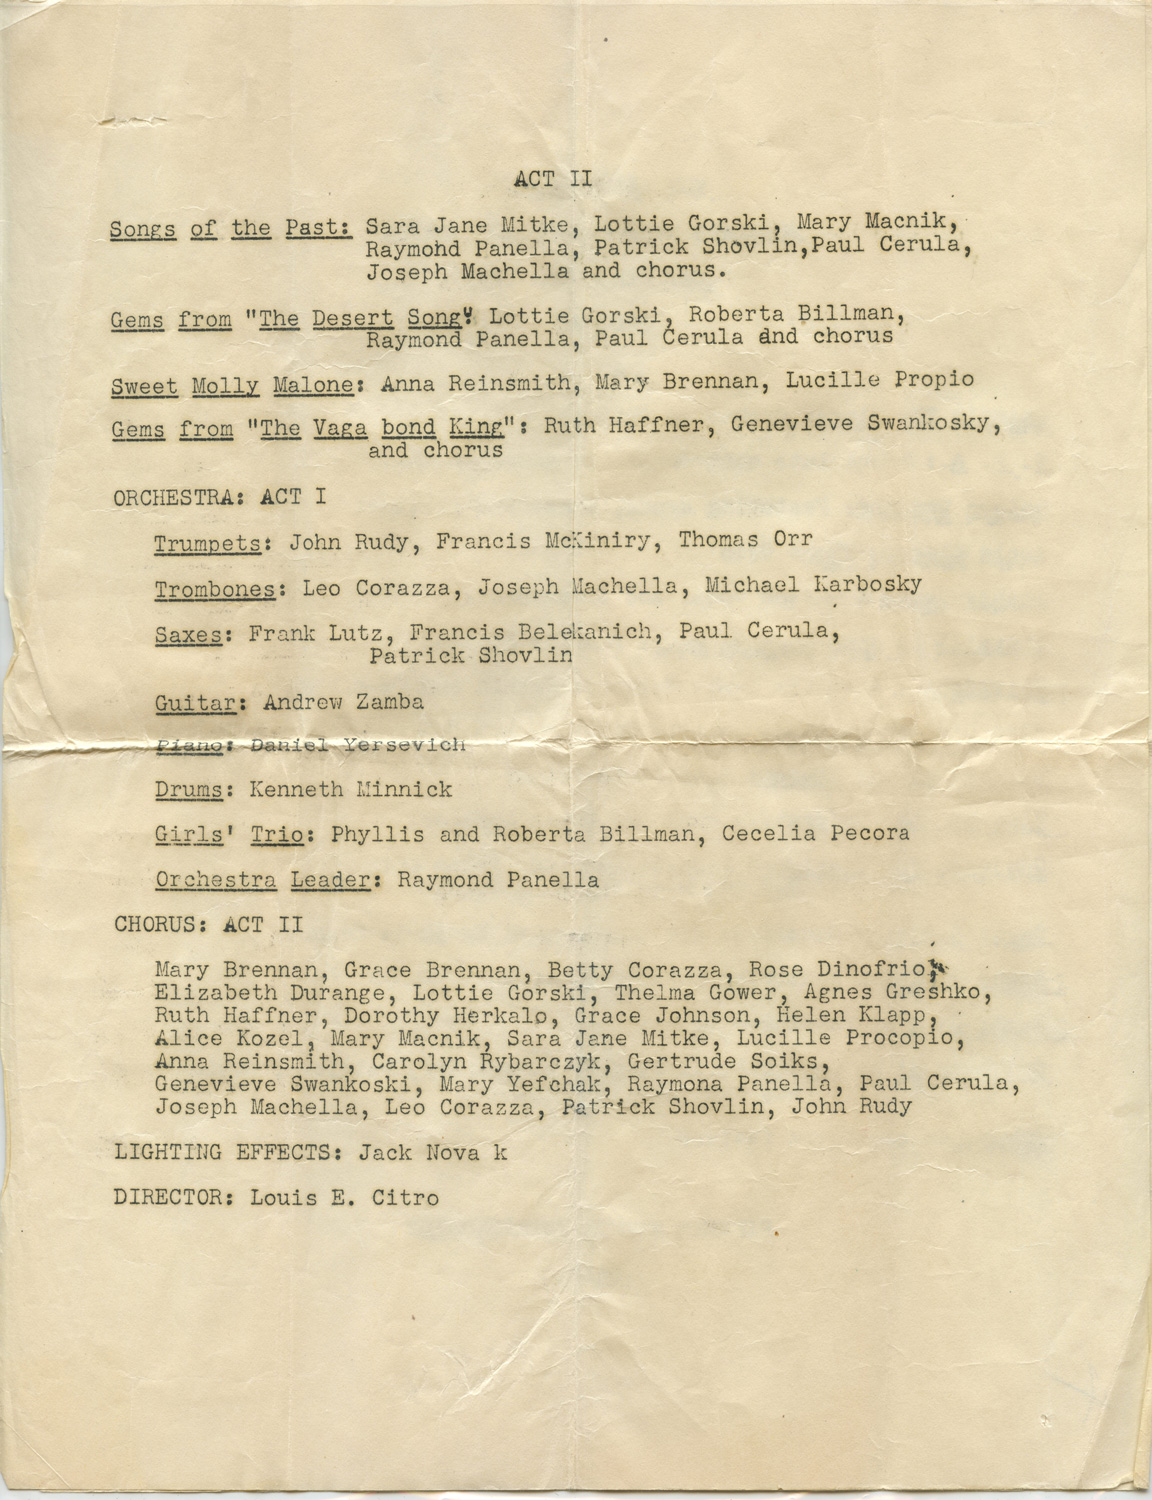 ACT II
Songs of the Past: Sara Jane Mitke, Lottie Gorski, Mary Macnik,
Raymond Panella, Patrick Shovlin,Paul Cerula,
Joseph Machella and chorus.
Gems from "The Desert Song": Lottie Gorski, Roberta Billman,
Raymond Panella, Paul Cerula and chorus
Sweet Molly Malone: Anna Reinsmith, Mary Brennan, Lucille Propio
Gems from "The Vaga bond King": Ruth Haffner, Genevieve Swankosky,
and chorus
ORCHESTRA: ACT I
Trumpets: John Rudy, Francis McKiniry, Thomas Orr
Trombones: Leo Corazza, Joseph Machella, Michael Karbosky
Saxes: Frank Lutz, Francis Belekanich, Paul Cerula,
Patrick Shovlin
Guitar: Andrew Zamba
Piano: Daniel Yersevich
Drums: Kenneth Minnick
Girls' Trio: Phyllis and Roberta Billman, Cecelia Pecora
Orchestra Leader: Raymond Panella
CHORUS: ACT II
Mary Brennan, Grace Brennan, Betty Corazza, Rose Dinofrio,
Elizabeth Durange, Lottie Gorski, Thelma Gower, Agnes Greshko,
Ruth Haffner, Dorothy Herkalo, Grace Johnson, Helen Klapp,
Alice Kozel, Mary Macnik, Sara Jane Mitke, Lucille Procopio,
Anna Reinsmith, Carolyn Rybarczyk, Gertrude Soiks,
Genevieve Swankoski, Mary Yefchak, Raymona Panella, Paul Cerula,
Joseph Machella, Leo Corazza, Patrick Shovlin, John Rudy
LIGHTING EFFECTS: Jack Nova k
DIRECTOR: Louis E. Citro